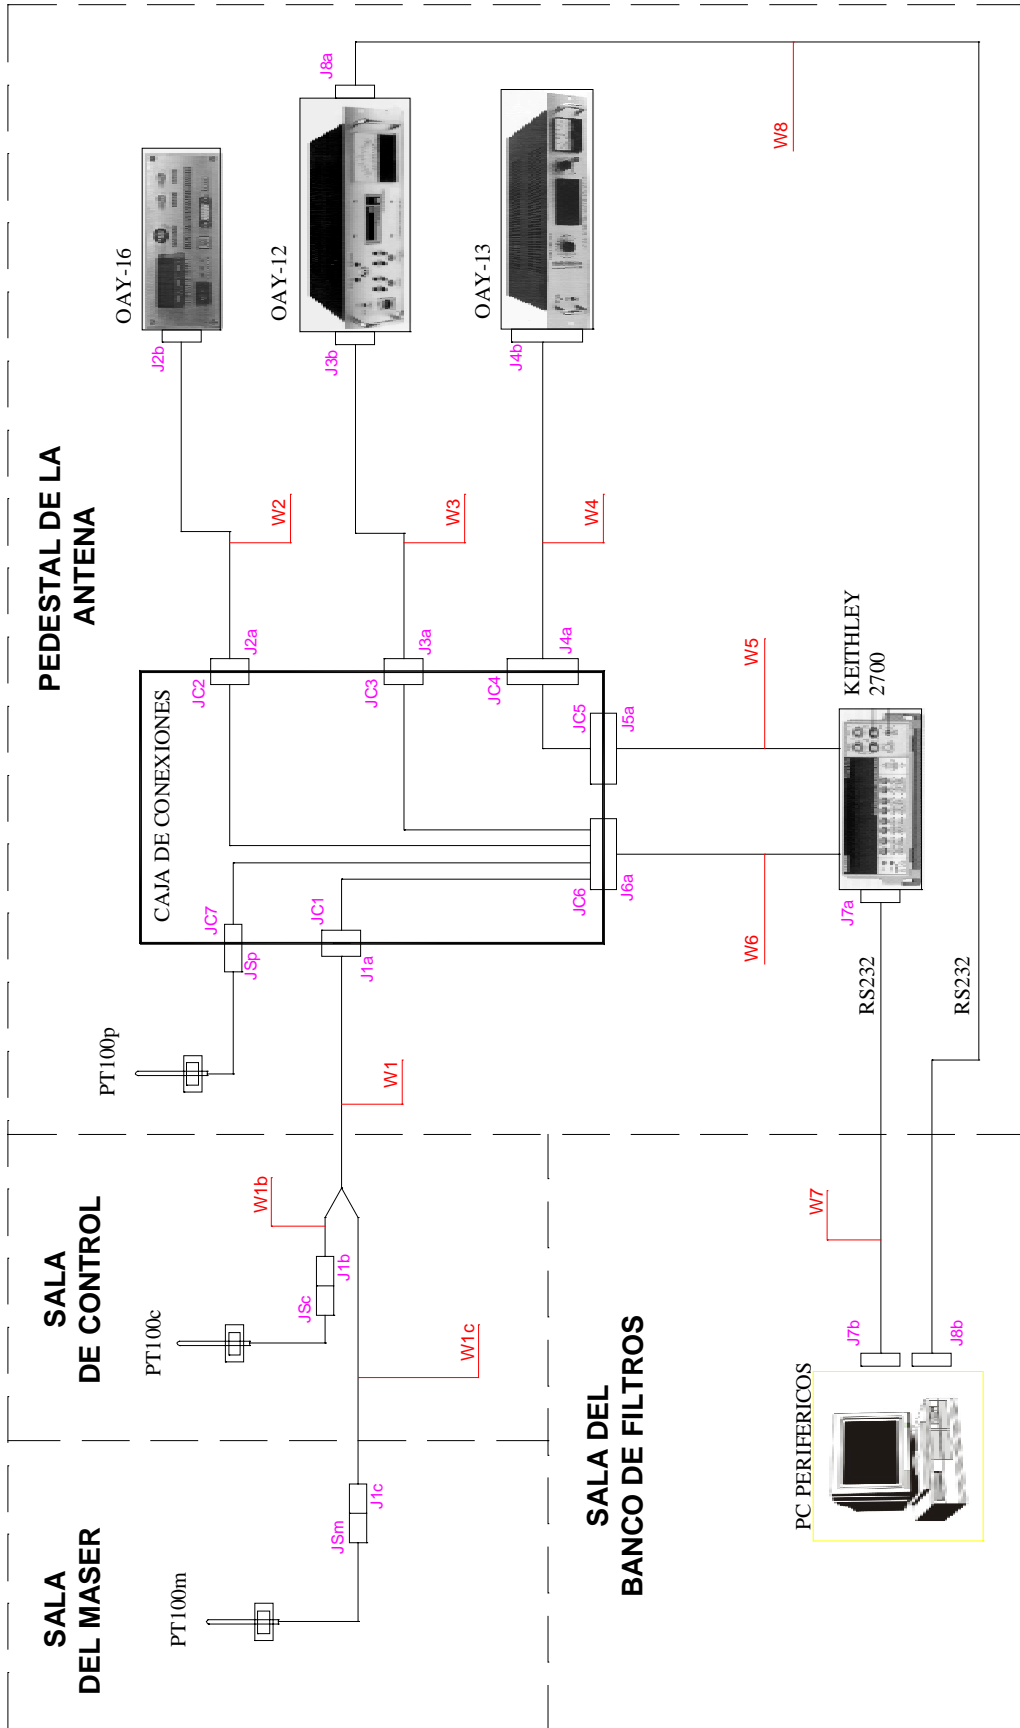 SALA
DEL MASER
SALA
DE CONTROL
PEDESTAL DE LA
ANTENA
PT100m
PT100c
PT100p
CAJA DE CONEXIONES
OAY-16
OAY-12
OAY-13
JSm
J1c
JSc
J1b
W1b
W1c
W1
JC7
JSp
JC1
J1a
JC2
J2a
JC3
J3a
JC4
J4a
JC5
J5a
JC6
J6a
W2
W3
W4
W5
W6
J2b
J3b
J4b
J8a
W8
SALA DEL
BANCO DE FILTROS
PC PERIFERICOS
J7b
J8b
W7
RS232
RS232
J7a
KEITHLEY
2700